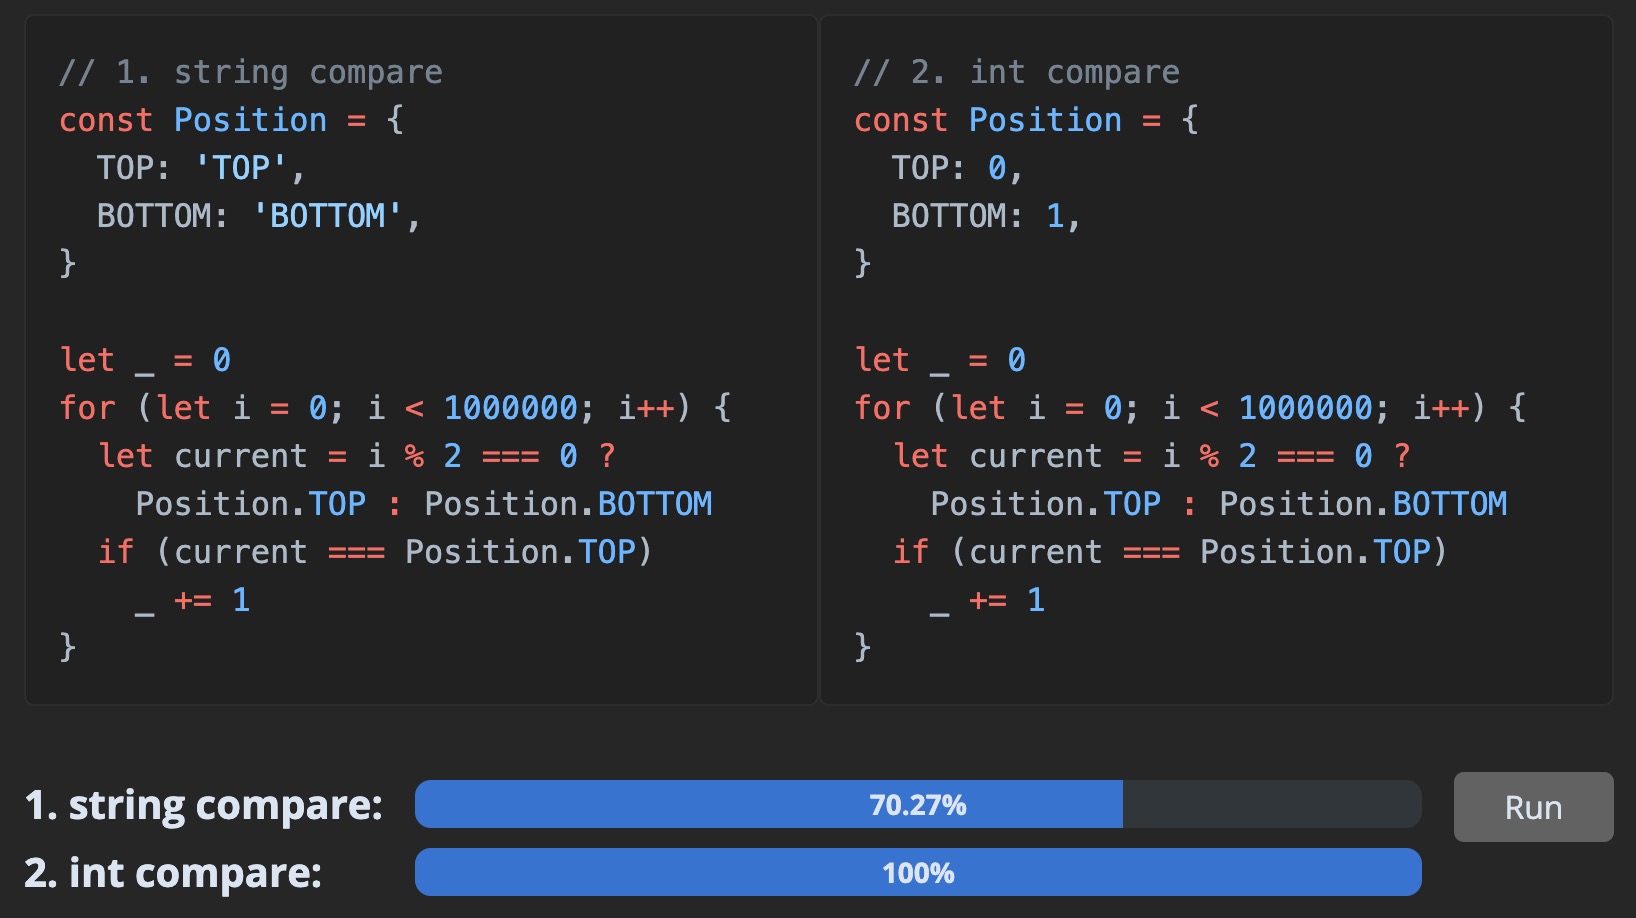 // 1. string compare
const Position = {
  TOP: 'TOP',
  BOTTOM: 'BOTTOM',
}

let _ = 0
for (let i = 0; i < 1000000; i++) {
  let current = i % 2 === 0 ?
    Position.TOP : Position.BOTTOM
  if (current === Position.TOP)
    _ += 1
}
// 2. int compare
const Position = {
  TOP: 0,
  BOTTOM: 1,
}

let _ = 0
for (let i = 0; i < 1000000; i++) {
  let current = i % 2 === 0 ?
    Position.TOP : Position.BOTTOM
  if (current === Position.TOP)
    _ += 1
}
1. string compare: 70.27% Run
2. int compare: 100%